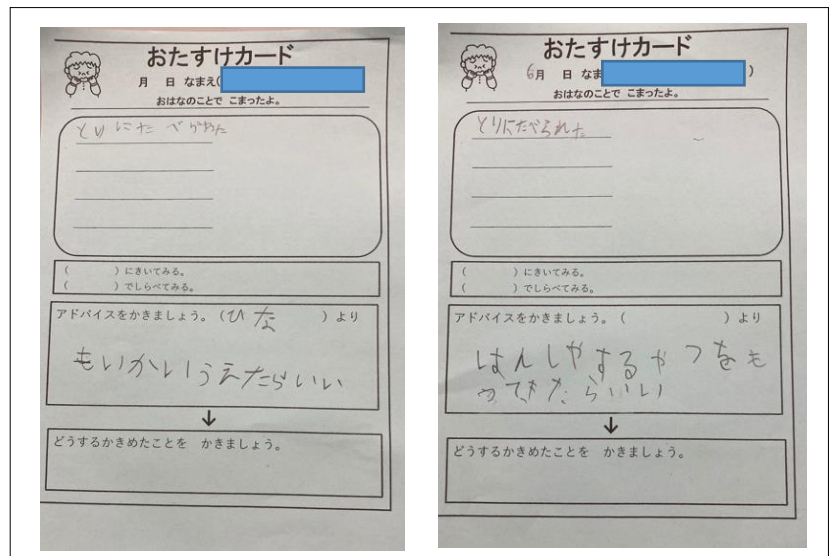 おたすけカード
月 日 なまえ(
おはなのことで こまったよ。
とりにたべられた
( )にきいてみる。
( )でしらべてみる。
アドバイスをかきましょう。(ひな )より
もいかいうえたらいい
↓
どうするかきめたことを かきましょう。
おたすけカード
6月 日 なま )
おはなのことで こまったよ。
とりにたべられた
( )にきいてみる。
( )でしらべてみる。
アドバイスをかきましょう。( )より
はんしやするやつをも
つてきたらいい
↓
どうするかきめたことを かきましょう。